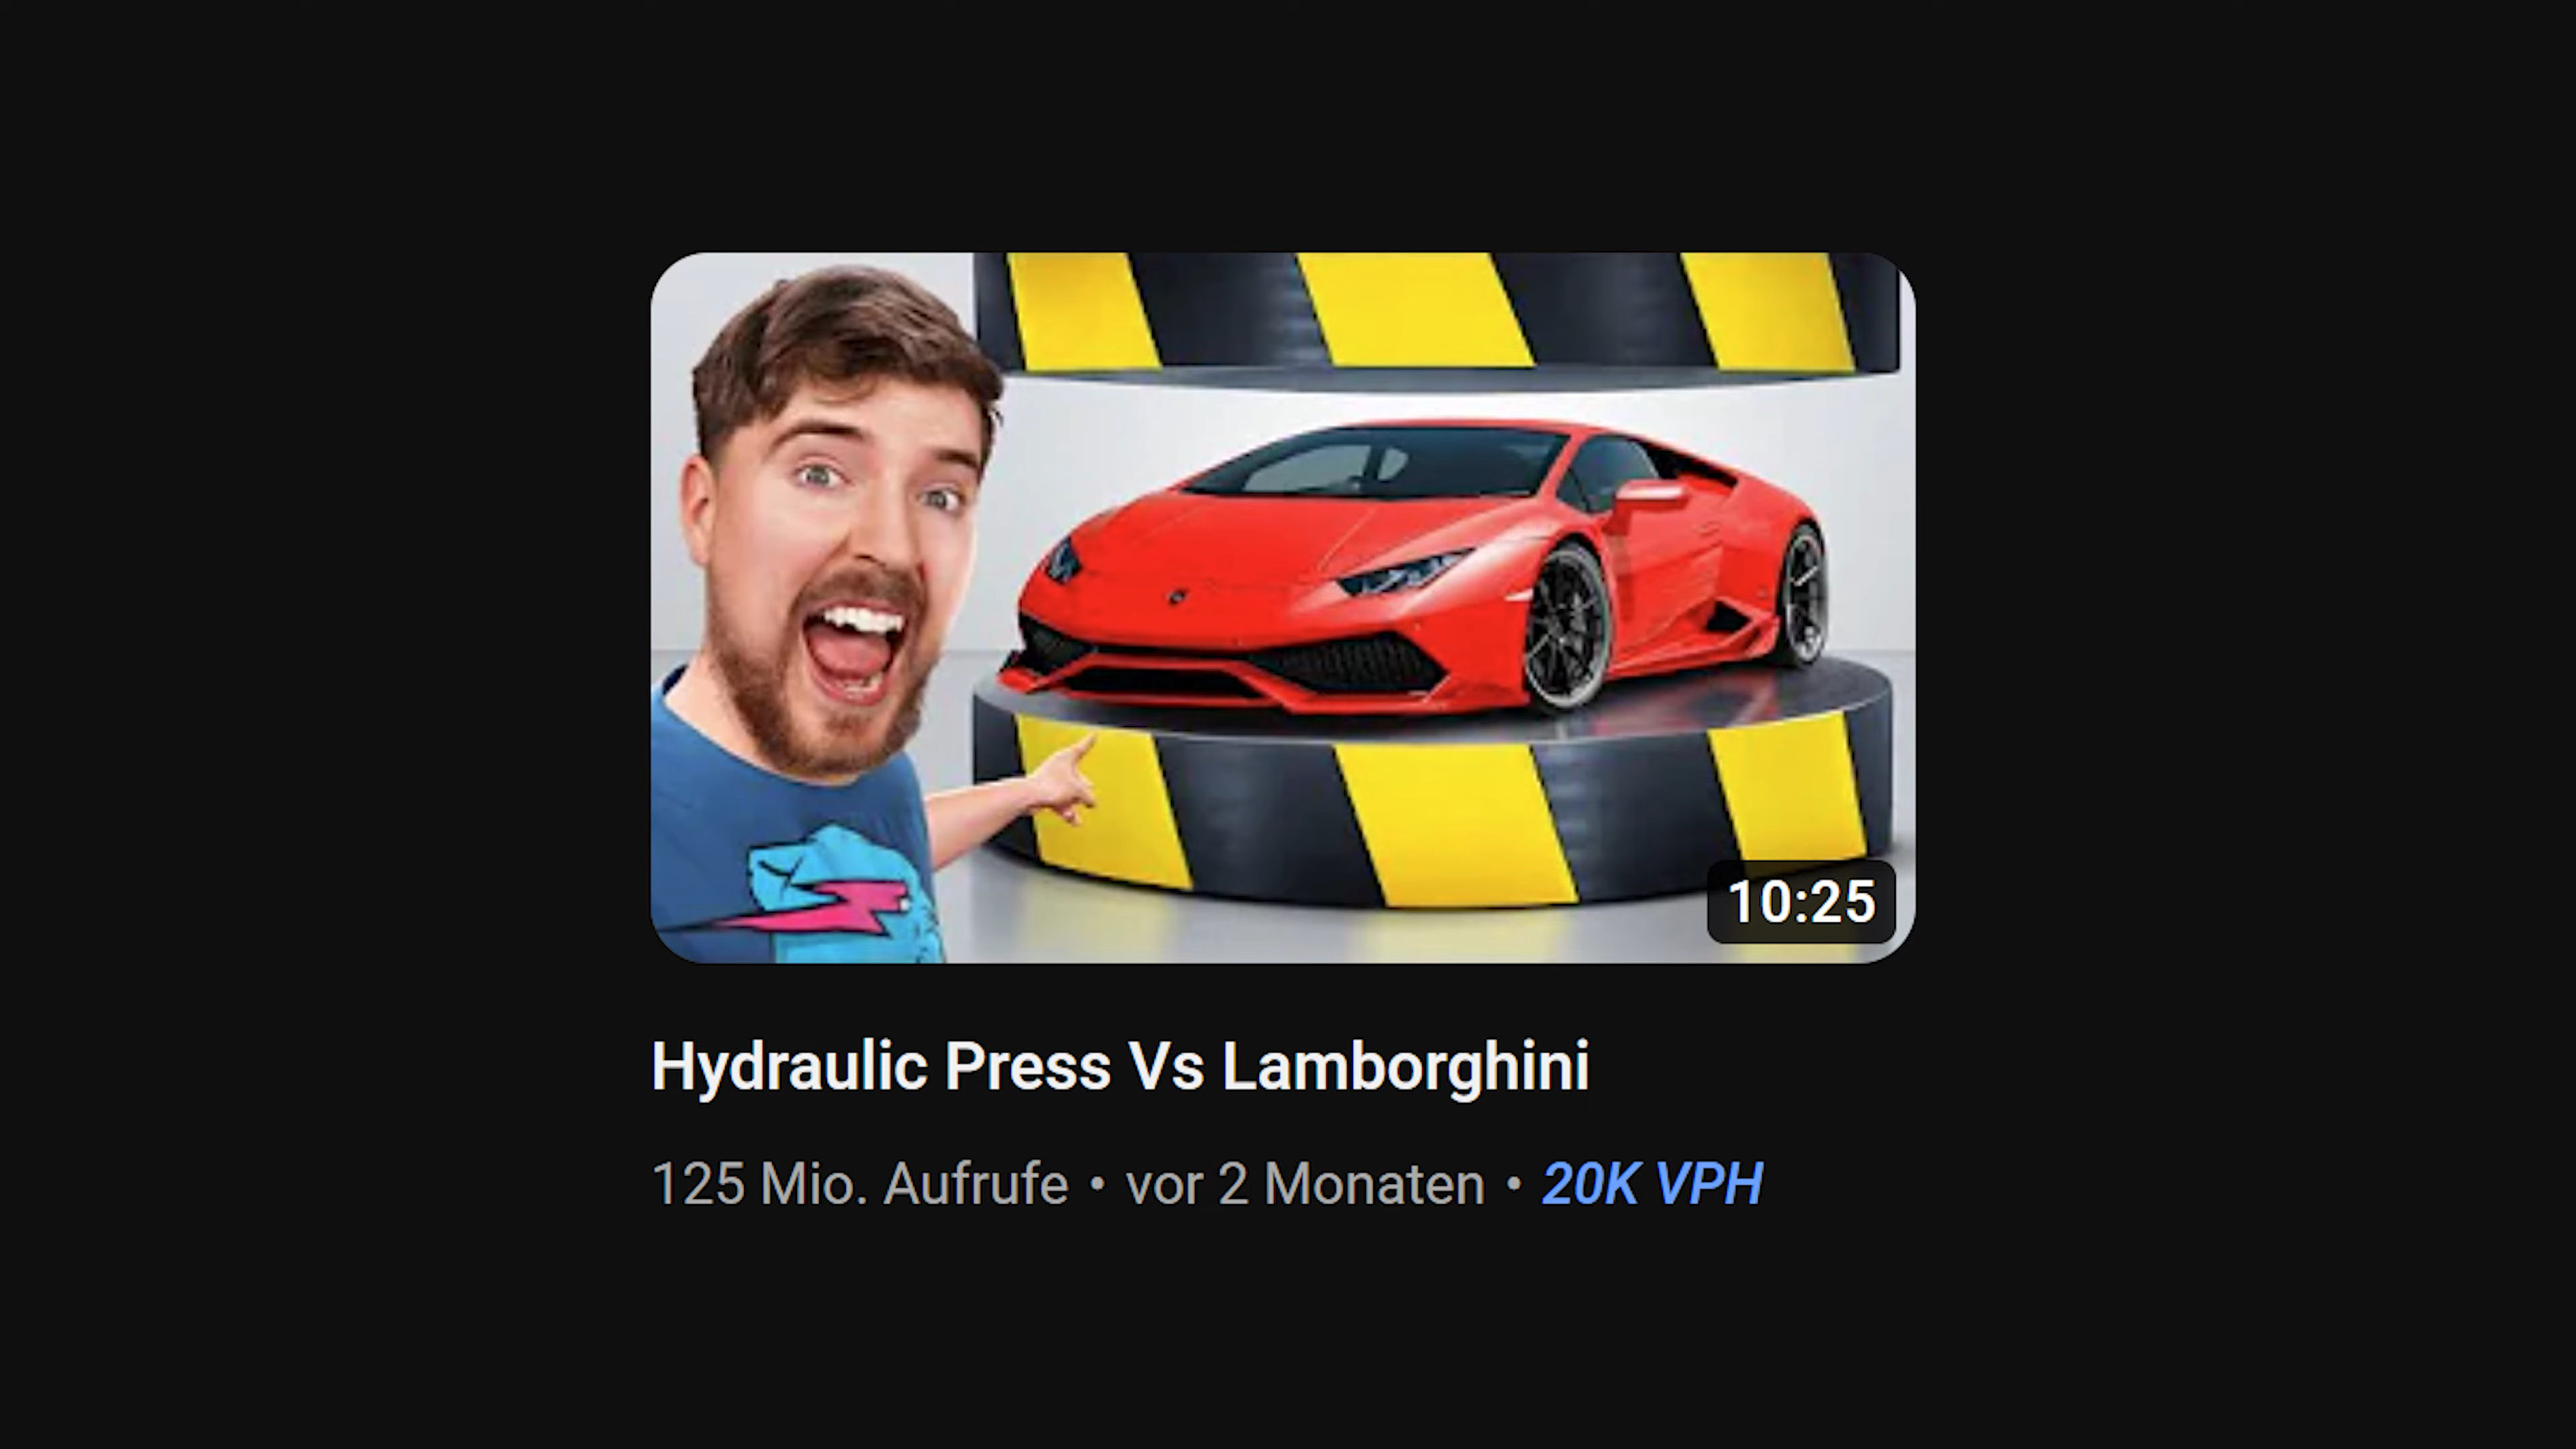 10:25
Hydraulic Press Vs Lamborghini
125 Mio. Aufrufe • vor 2 Monaten • 20K VPH